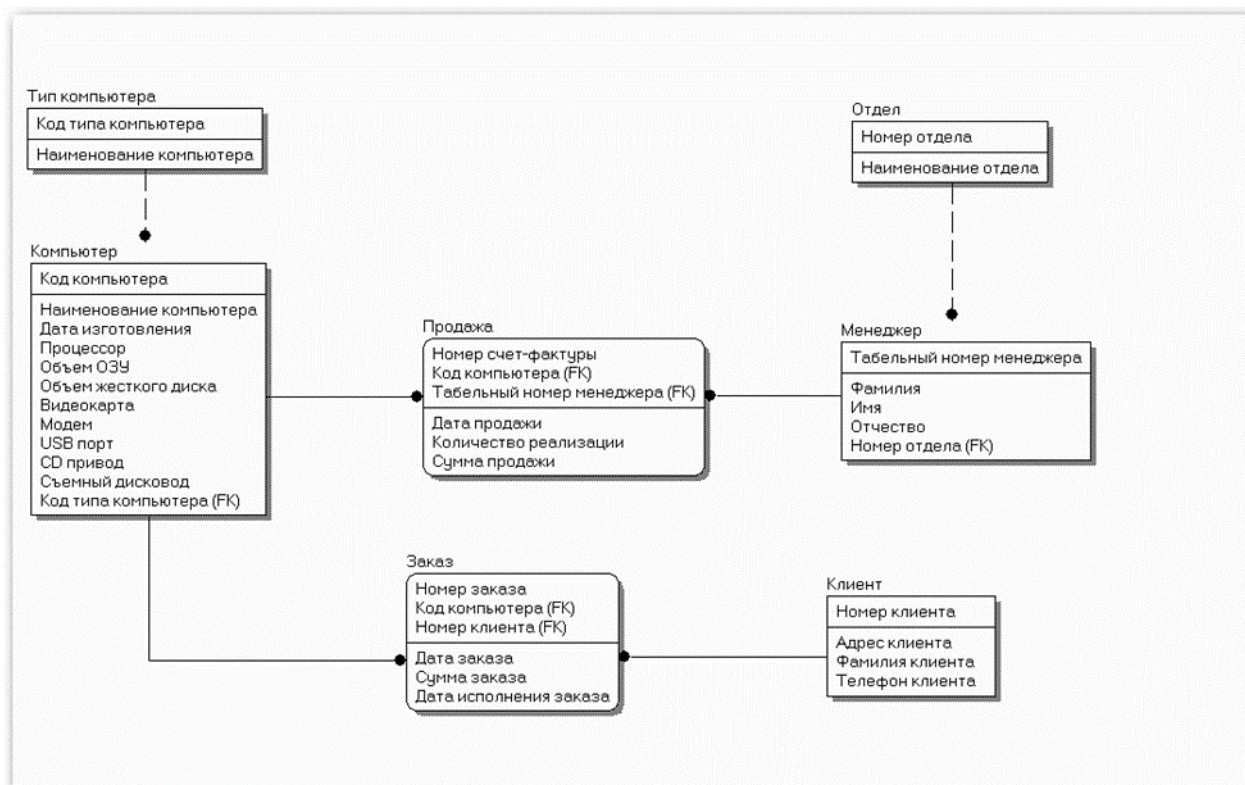 Тип компьютера
Код типа компьютера
Наименование компьютера
Отдел
Номер отдела
Наименование отдела
Компьютер
Код компьютера
Наименование компьютера
Дата изготовления
Процессор
Объем ОЗУ
Объем жесткого диска
Видеокарта
Модем
USB порт
CD привод
Съемный дисковод
Код типа компьютера (FK)
Продажа
Номер счет-фактуры
Код компьютера (FK)
Табельный номер менеджера (FK)
Дата продажи
Количество реализации
Сумма продажи
Менеджер
Табельный номер менеджера
Фамилия
Имя
Отчество
Номер отдела (FK)
Заказ
Номер заказа
Код компьютера (FK)
Номер клиента (FK)
Дата заказа
Сумма заказа
Дата исполнения заказа
Клиент
Номер клиента
Адрес клиента
Фамилия клиента
Телефон клиента